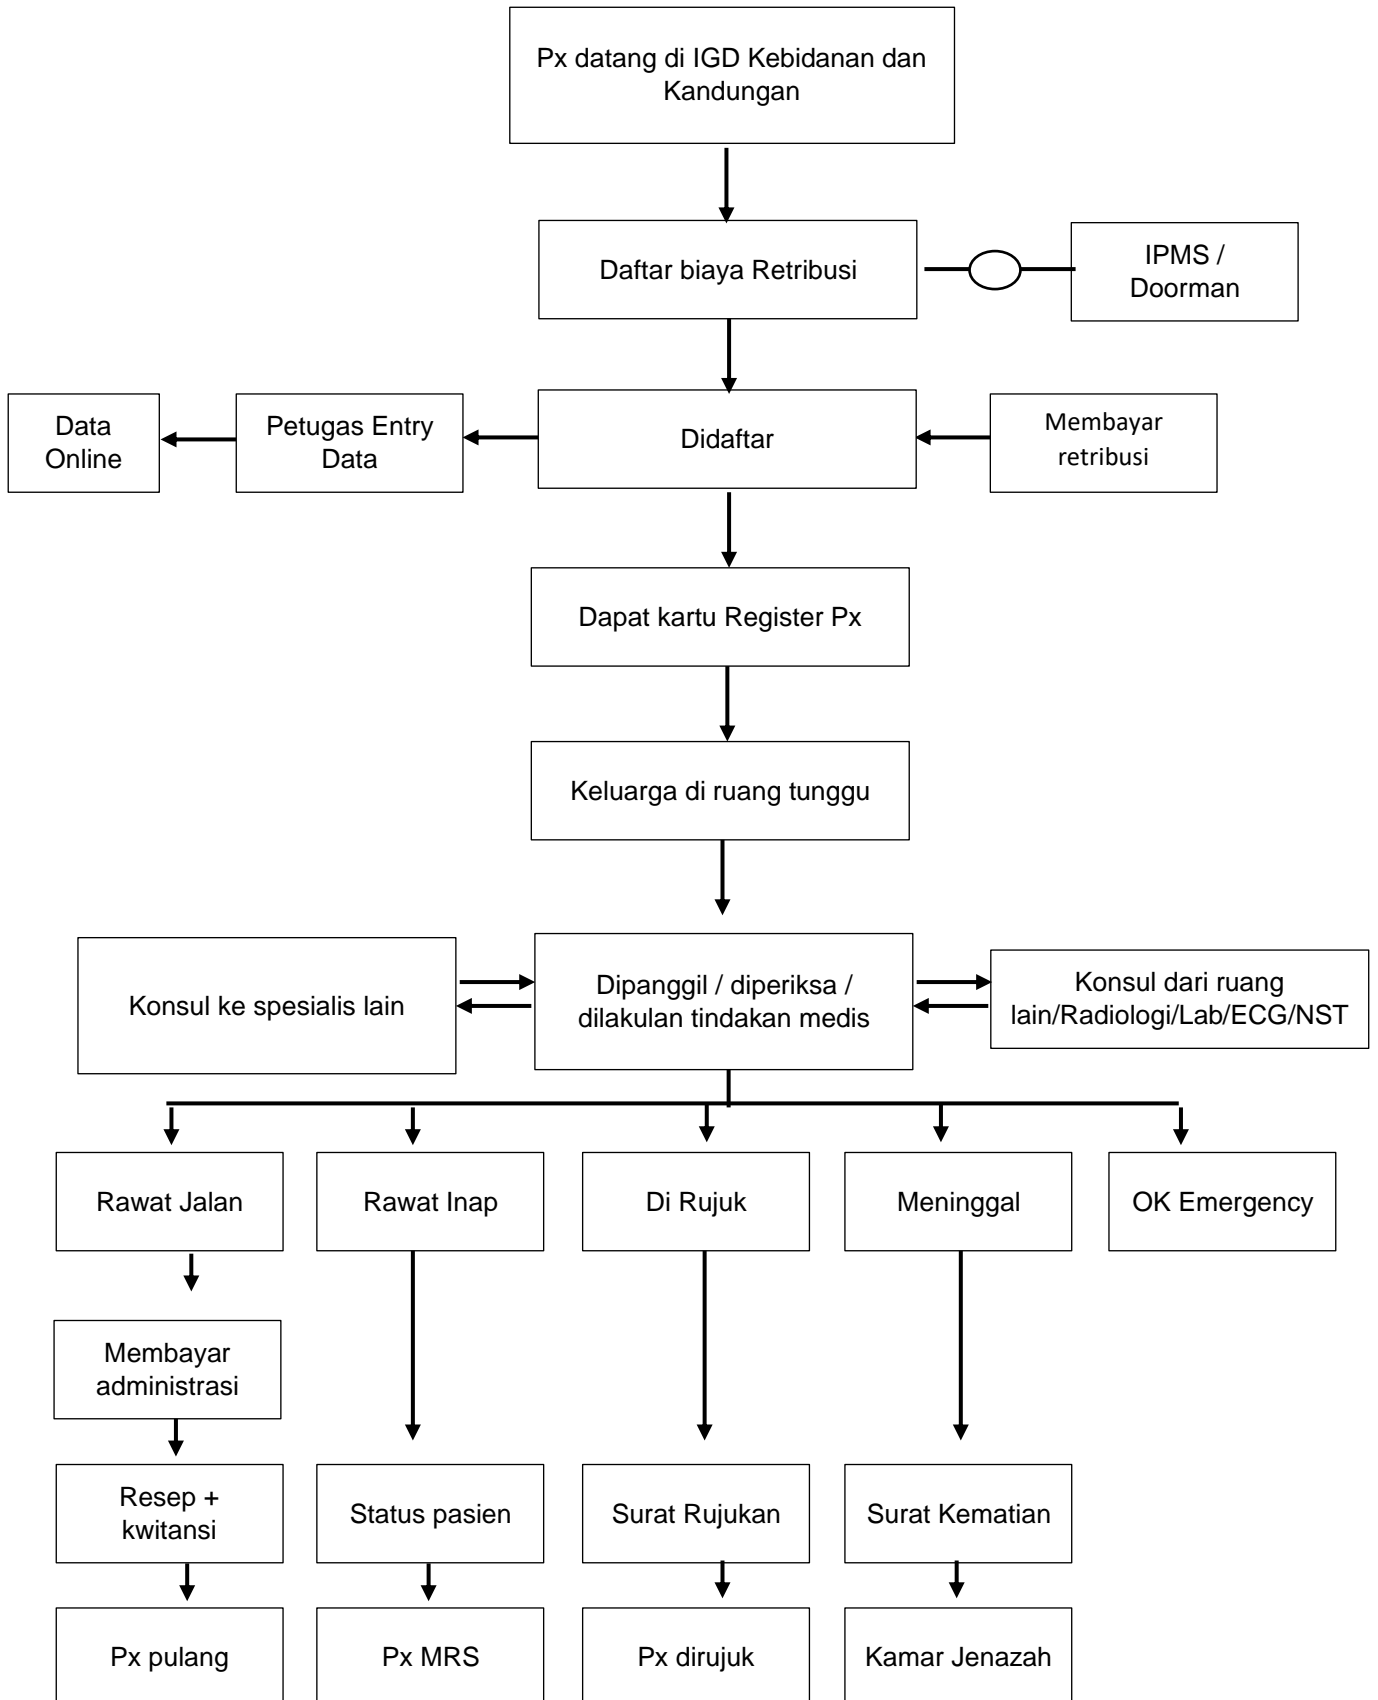 Px datang di IGD Kebidanan dan
Kandungan
Daftar biaya Retribusi
IPMS /
Doorman
Data
Online
Petugas Entry
Data
Didaftar
Membayar
retribusi
Dapat kartu Register Px
Keluarga di ruang tunggu
Konsul ke spesialis lain
Dipanggil / diperiksa /
dilakulan tindakan medis
Konsul dari ruang
lain/Radiologi/Lab/ECG/NST
Rawat Jalan
Rawat Inap
Di Rujuk
Meninggal
OK Emergency
Membayar
administrasi
Resep +
kwitansi
Status pasien
Surat Rujukan
Surat Kematian
Px pulang
Px MRS
Px dirujuk
Kamar Jenazah